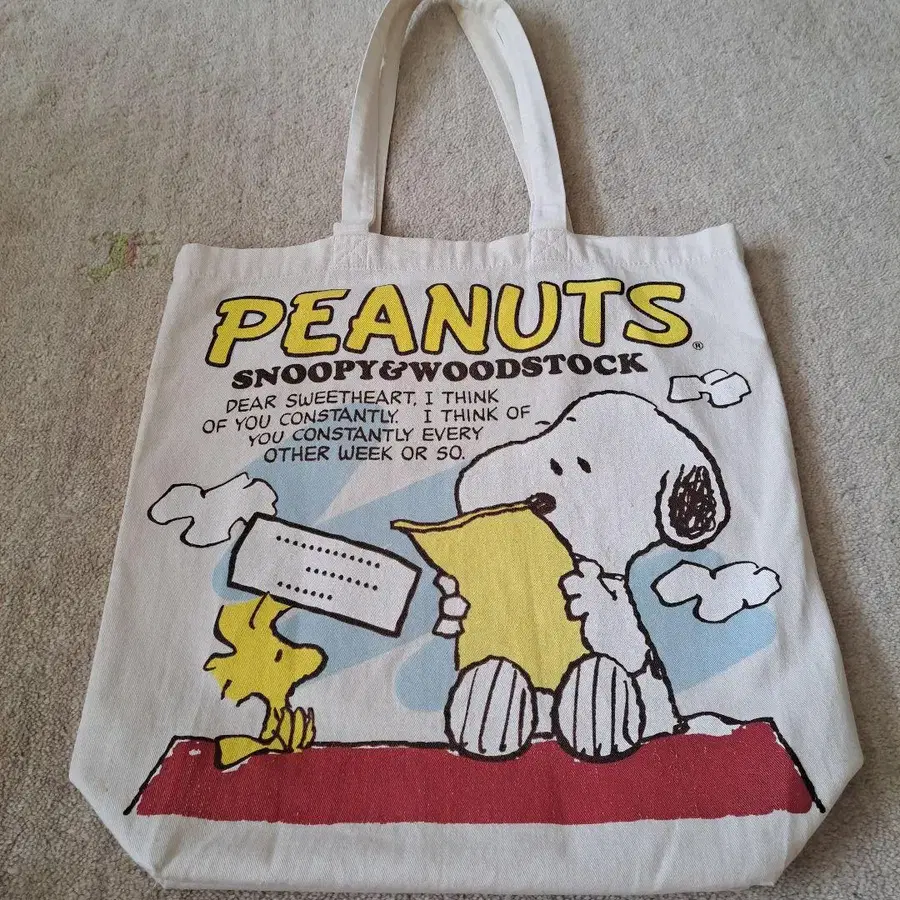 PEANUTS®
SNOOPY&WOODSTOCK
DEAR SWEETHEART, I THINK
OF YOU CONSTANTLY. I THINK OF
YOU CONSTANTLY EVERY
OTHER WEEK OR SO.